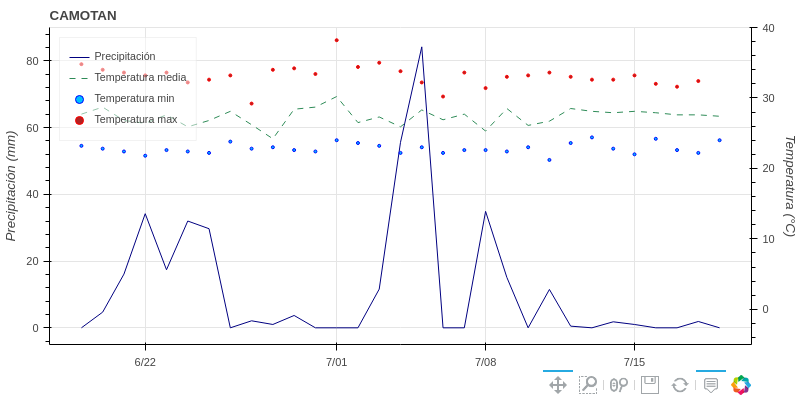 CAMOTAN
Precipitación
Temperatura media
Temperatura min
Temperatura max
Precipitación (mm)
80
60
40
20
0
Temperatura (°C)
40
30
20
10
0
6/22
7/01
7/08
7/15